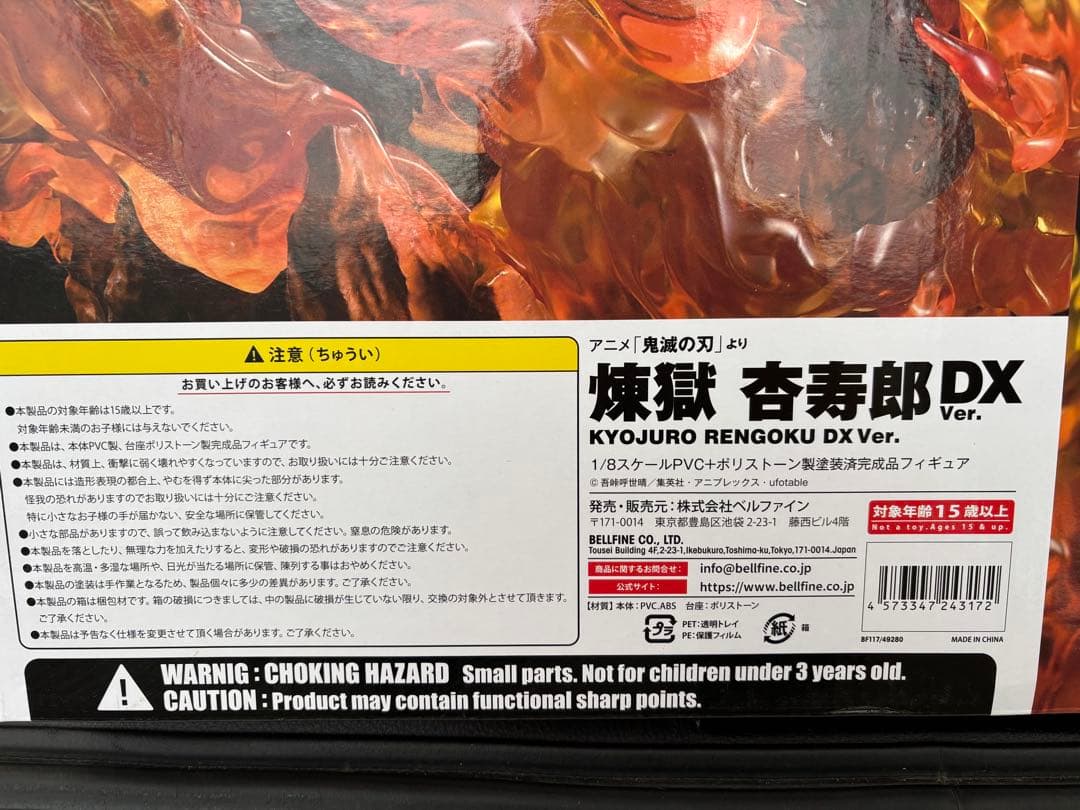 注意（ちゅうい）
お買い上げのお客様へ、必ずお読みください。
●本製品の対象年齢は15歳以上です。
対象年齢未満のお子様には与えないでください。
●本製品は、本体PVC製、台座ポリストーン製完成品フィギュアです。
●本製品は、材質上、衝撃に弱く壊れやすくなっていますので、お取り扱いには十分ご注意ください。
●本製品には造形表現の都合上、やむを得ず本体に尖った部分があります。
怪我の恐れがありますのでお取り扱いには十分にご注意ください。
特に小さなお子様の手が届かない、安全な場所に保管してください。
●小さな部品がありますので、誤って飲み込まないように注意してください。窒息の危険があります。
●本製品を落としたり、無理な力を加えたりすると、変形や破損の恐れがありますのでご注意ください。
●本製品を高温・多湿な場所や、日光が当たる場所に保管、陳列する事はおやめください。
●本製品の塗装は手作業となるため、製品個々に多少の差異があります。ご了承ください。
●本製品の箱は梱包材です。箱の破損につきましては、中の製品に破損が生じていない限り、交換の対象外とさせて頂きます。
ご了承ください。
●本製品は予告なく仕様を変更させて頂く場合があります。ご了承ください。
アニメ「鬼滅の刃」より
煉獄 杏寿郎 DX Ver.
KYOJURO RENGOKU DX Ver.
1/8スケールPVC+ポリストーン製塗装済完成品フィギュア
© 吾峠呼世晴／集英社・アニプレックス・ufotable
発売・販売元：株式会社ベルファイン
〒171-0014 東京都豊島区池袋 2-23-1 藤西ビル4階
BELLFINE CO., LTD.
Tousei Building 4F,2-23-1,Ikebukuro,Toshima-ku,Tokyo,171-0014.Japan
商品に関するお問合せ： info@bellfine.co.jp
公式サイト： https://www.bellfine.co.jp
【材質】本体：PVC.ABS 台座：ポリストーン
プラ PET：透明トレイ
PE：保護フィルム
紙 箱
対象年齢15歳以上
Not a toy.Ages 15 & up.
4 573347 243172
BF117/49280 MADE IN CHINA
WARNIG : CHOKING HAZARD Small parts. Not for children under 3 years old.
CAUTION : Product may contain functional sharp points.